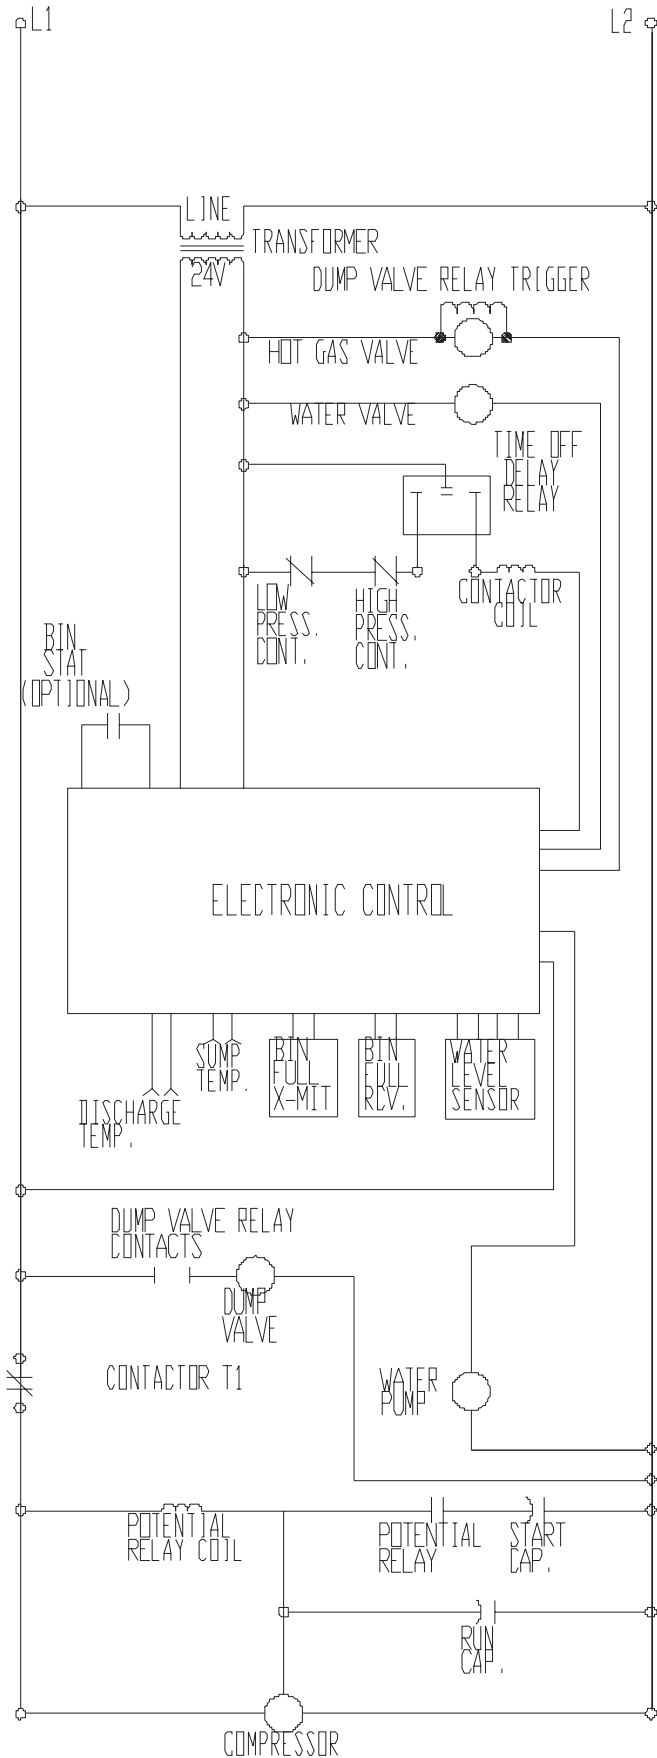 L1
L2
LINE
TRANSFORMER
24V
DUMP VALVE RELAY TRIGGER
HOT GAS VALVE
WATER VALVE
TIME OFF
DELAY
RELAY
LOW
PRESS.
CONT.
HIGH
PRESS.
CONT.
CONTACTOR
COIL
BIN
STAT
(OPTIONAL)
ELECTRONIC CONTROL
DISCHARGE
TEMP.
SUMP
TEMP.
BIN
FULL
X-MIT
BIN
FULL
RCV.
WATER
LEVEL
SENSOR
DUMP VALVE RELAY
CONTACTS
DUMP
VALVE
CONTACTOR T1
WATER
PUMP
POTENTIAL
RELAY COIL
POTENTIAL
RELAY
START
CAP.
RUN
CAP.
COMPRESSOR